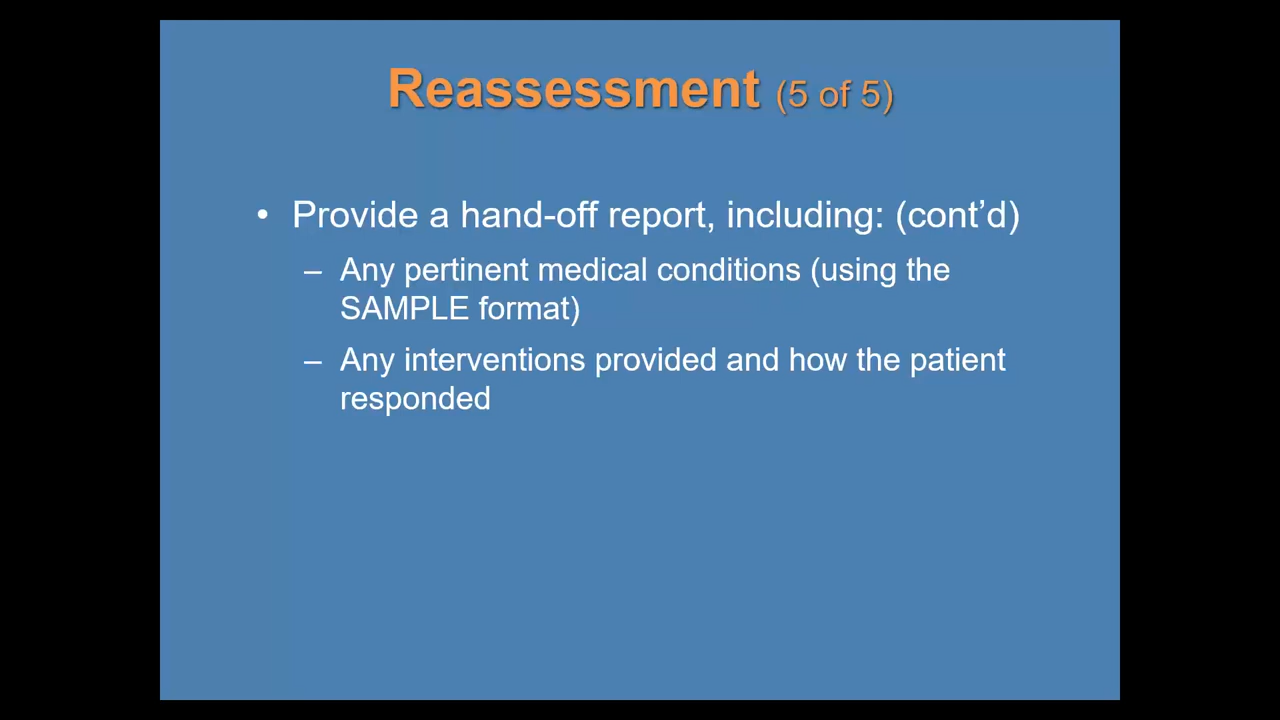 Reassessment (5 of 5)
• Provide a hand-off report, including: (cont’d)
– Any pertinent medical conditions (using the
SAMPLE format)
– Any interventions provided and how the patient
responded